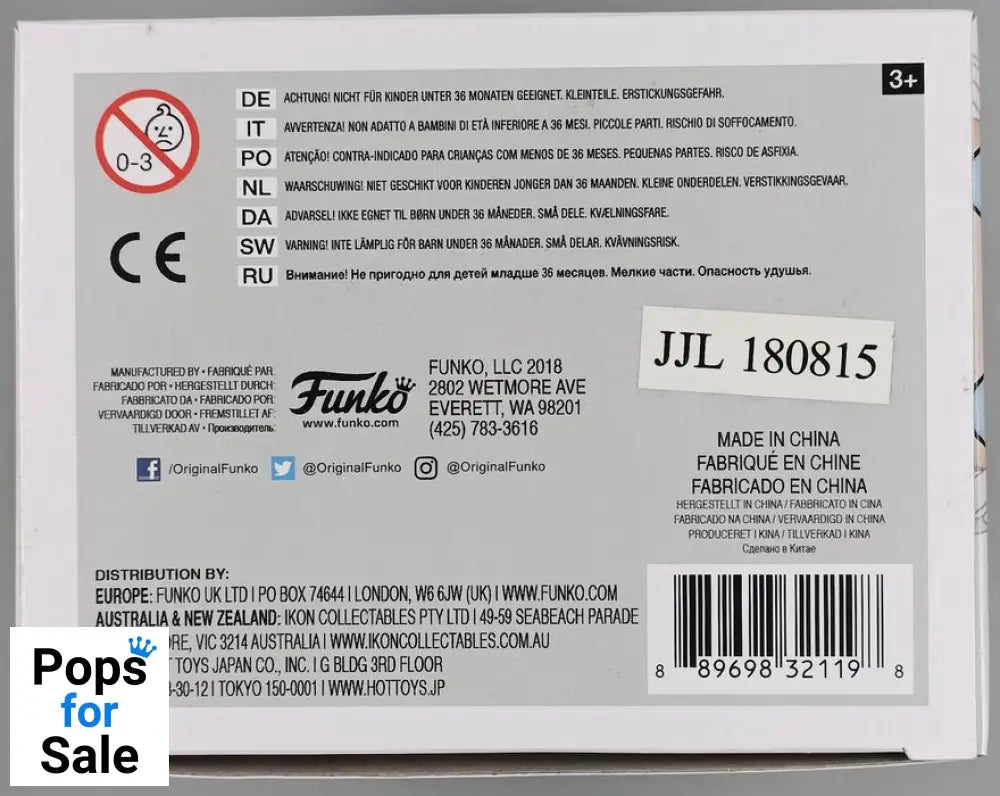 3+
0-3
DE ACHTUNG! NICHT FÜR KINDER UNTER 36 MONATEN GEEIGNET. KLEINTEILE. ERSTICKUNGSGEFAHR.
IT AVVERTENZA! NON ADATTO A BAMBINI DI ETÀ INFERIORE A 36 MESI. PICCOLE PARTI. RISCHIO DI SOFFOCAMENTO.
PO ATENÇÃO! CONTRA-INDICADO PARA CRIANÇAS COM MENOS DE 36 MESES. PEQUENAS PARTES. RISCO DE ASFIXIA.
NL WAARSCHUWING! NIET GESCHIKT VOOR KINDEREN JONGER DAN 36 MAANDEN. KLEINE ONDERDELEN. VERSTIKKINGSGEVAAR.
DA ADVARSEL! IKKE EGNET TIL BØRN UNDER 36 MÅNEDER. SMÅ DELE. KVÆLNINGSFARE.
SW VARNING! INTE LÄMPLIG FÖR BARN UNDER 36 MÅNADER. SMÅ DELAR. KVÄVNINGSRISK.
RU Внимание! Не пригодно для детей младше 36 месяцев. Мелкие части. Опасность удушья.
CE
JJL 180815
MANUFACTURED BY • FABRIQUÉ PAR
FABRICADO POR • HERGESTELLT DURCH:
FABBRICATO DA • FABRICADO POR:
VERVAARDIGD DOOR • FREMSTILLET AF:
TILLVERKAD AV • Производитель:
Funko
www.funko.com
FUNKO, LLC 2018
2802 WETMORE AVE
EVERETT, WA 98201
(425) 783-3616
/OriginalFunko @OriginalFunko @OriginalFunko
MADE IN CHINA
FABRIQUÉ EN CHINE
FABRICADO EN CHINA
HERGESTELLT IN CHINA / FABBRICATO IN CINA
FABRICADO NA CHINA / VERVAARDIGD IN CHINA
PRODUCERET I KINA / TILLVERKAD I KINA
Сделано в Китае
DISTRIBUTION BY:
EUROPE: FUNKO UK LTD I PO BOX 74644 I LONDON, W6 6JW (UK) I WWW.FUNKO.COM
AUSTRALIA & NEW ZEALAND: IKON COLLECTABLES PTY LTD I 49-59 SEABEACH PARADE
RE, VIC 3214 AUSTRALIA I WWW.IKONCOLLECTABLES.COM.AU
T TOYS JAPAN CO., INC. I G BLDG 3RD FLOOR
-30-12 I TOKYO 150-0001 I WWW.HOTTOYS.JP
8 89698 32119 8
Pops
for
Sale